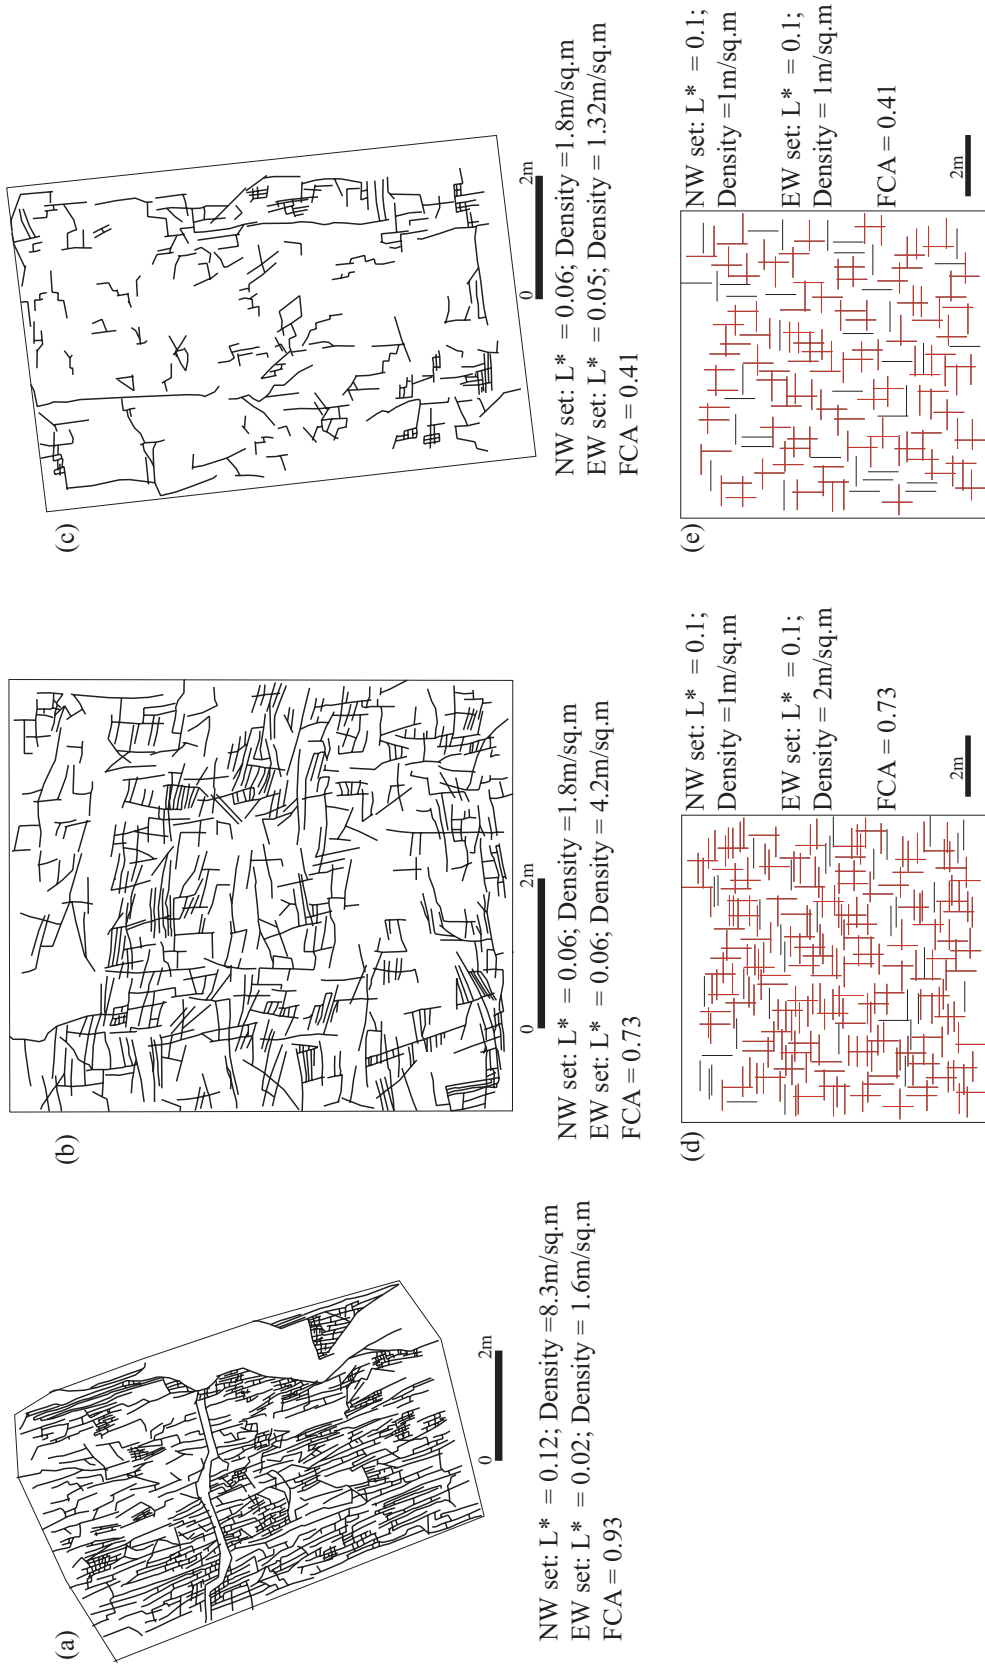 (a)
0 2m
NW set: L* = 0.12; Density =8.3m/sq.m
EW set: L* = 0.02; Density = 1.6m/sq.m
FCA = 0.93
(b)
0 2m
NW set: L* = 0.06; Density =1.8m/sq.m
EW set: L* = 0.06; Density = 4.2m/sq.m
FCA = 0.73
(c)
0 2m
NW set: L* = 0.06; Density =1.8m/sq.m
EW set: L* = 0.05; Density = 1.32m/sq.m
FCA = 0.41
(d)
NW set: L* = 0.1;
Density =1m/sq.m
EW set: L* = 0.1;
Density = 2m/sq.m
FCA = 0.73
2m
(e)
NW set: L* = 0.1;
Density =1m/sq.m
EW set: L* = 0.1;
Density = 1m/sq.m
FCA = 0.41
2m